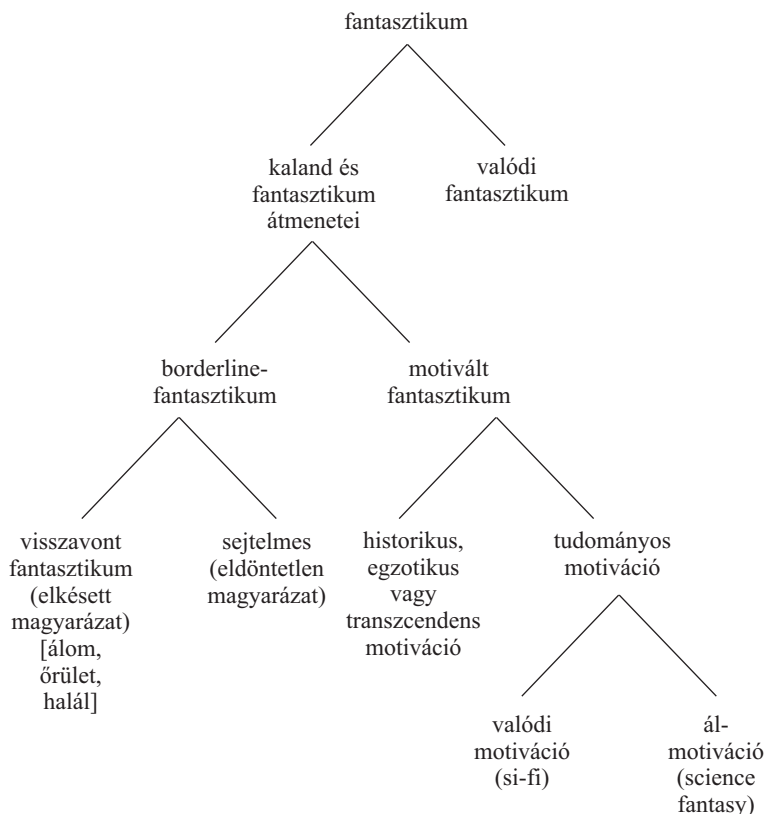 fantasztikum
kaland és
fantasztikum
átmenetei
valódi
fantasztikum
borderline-
fantasztikum
motivált
fantasztikum
visszavont
fantasztikum
(elkésett
magyarázat)
[álom,
őrület,
halál]
sejtelmes
(eldöntetlen
magyarázat)
historikus,
egzotikus
vagy
transzcendens
motiváció
tudományos
motiváció
valódi
motiváció
(si-fi)
ál-
motiváció
(science
fantasy)